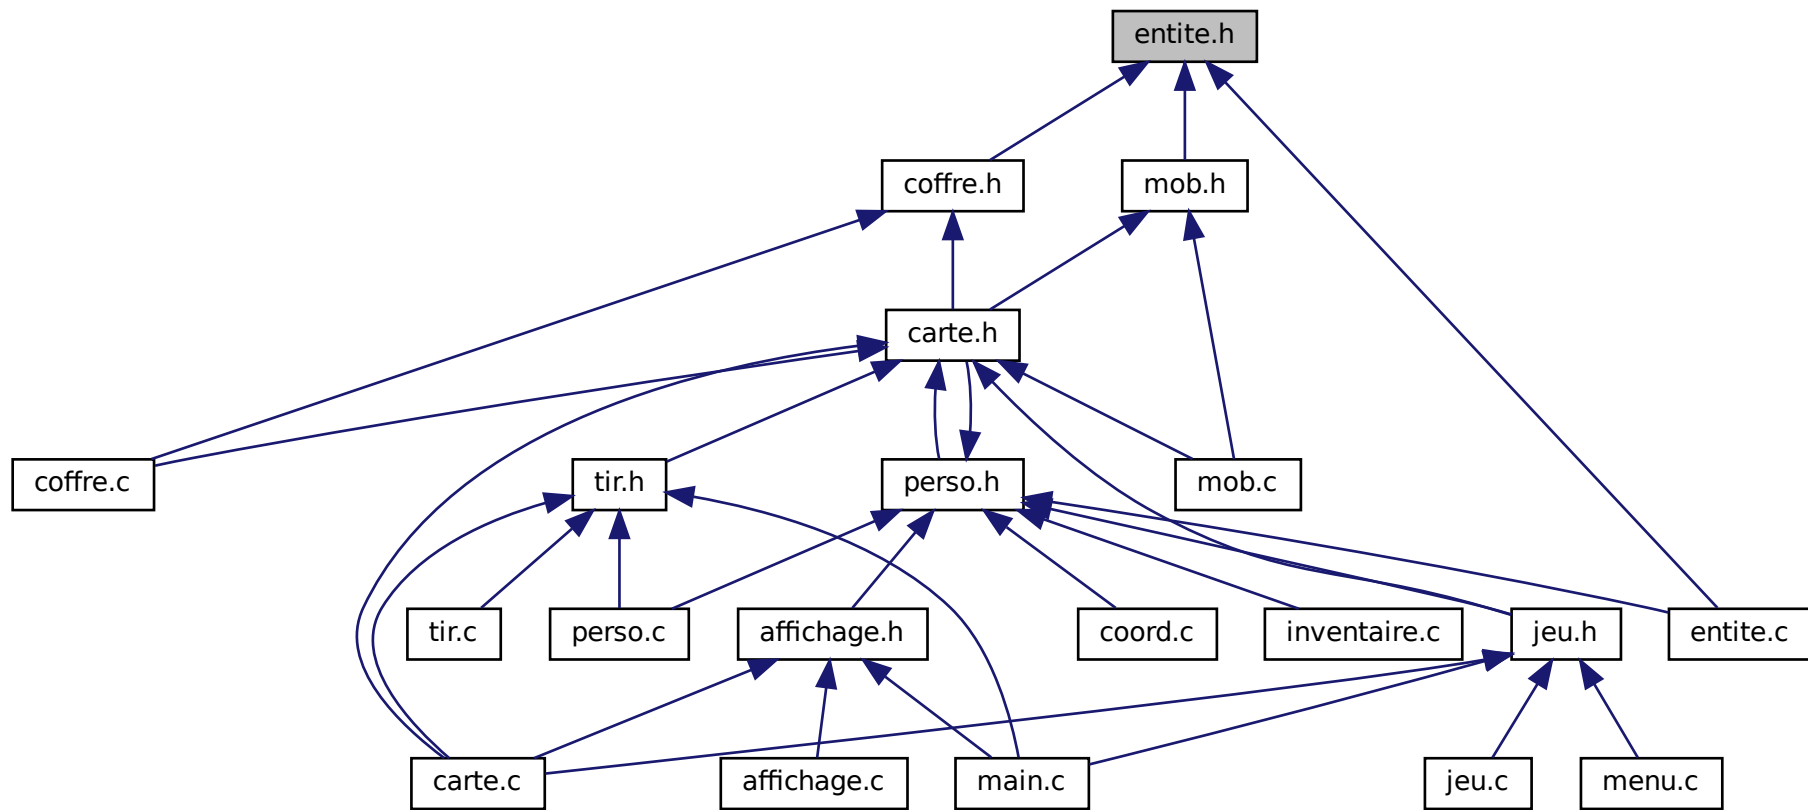 entite.h
coffre.h
mob.h
carte.h
coffre.c
tir.h
perso.h
mob.c
tir.c
perso.c
affichage.h
coord.c
inventaire.c
jeu.h
entite.c
carte.c
affichage.c
main.c
jeu.c
menu.c